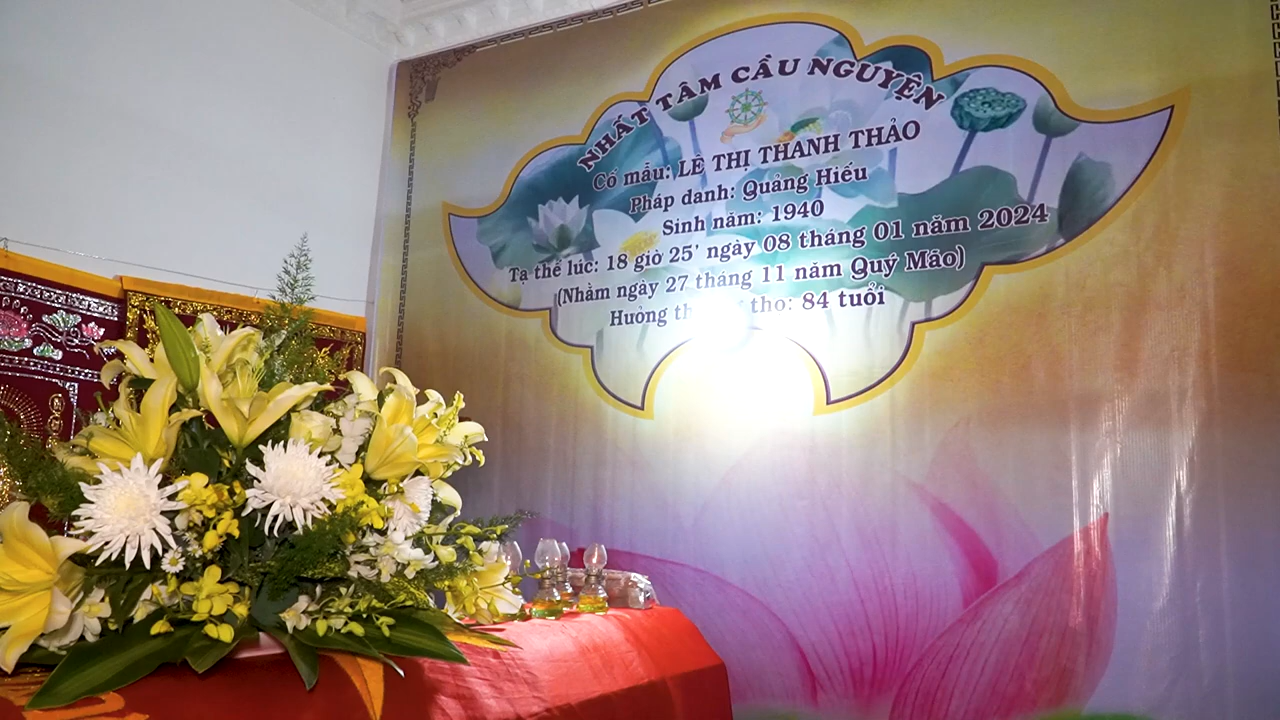 NHẤT TÂM CẦU NGUYỆN
Cố mẫu: LÊ THỊ THANH THẢO
Pháp danh: Quảng Hiếu
Sinh năm: 1940
Tạ thế lúc: 18 giờ 25' ngày 08 tháng 01 năm 2024
(Nhằm ngày 27 tháng 11 năm Quý Mão)
Hưởng thọ: 84 tuổi